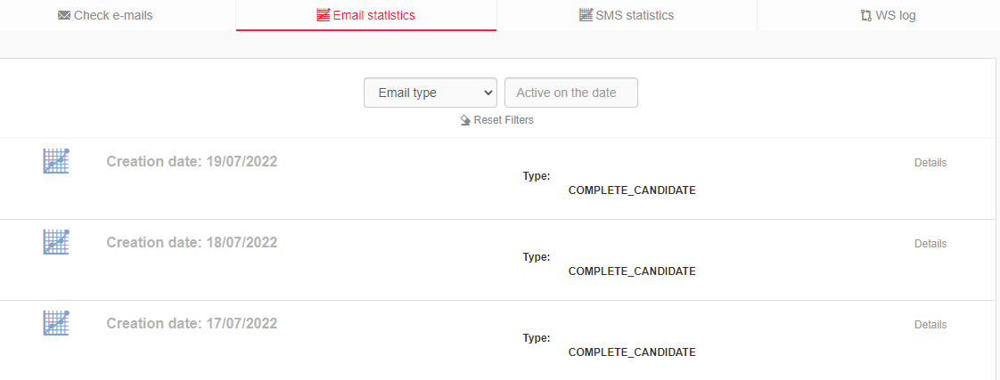 Check e-mails
Email statistics
SMS statistics
WS log
Email type
Active on the date
Reset Filters
Creation date: 19/07/2022
Type:
COMPLETE_CANDIDATE
Details
Creation date: 18/07/2022
Type:
COMPLETE_CANDIDATE
Details
Creation date: 17/07/2022
Type:
COMPLETE_CANDIDATE
Details